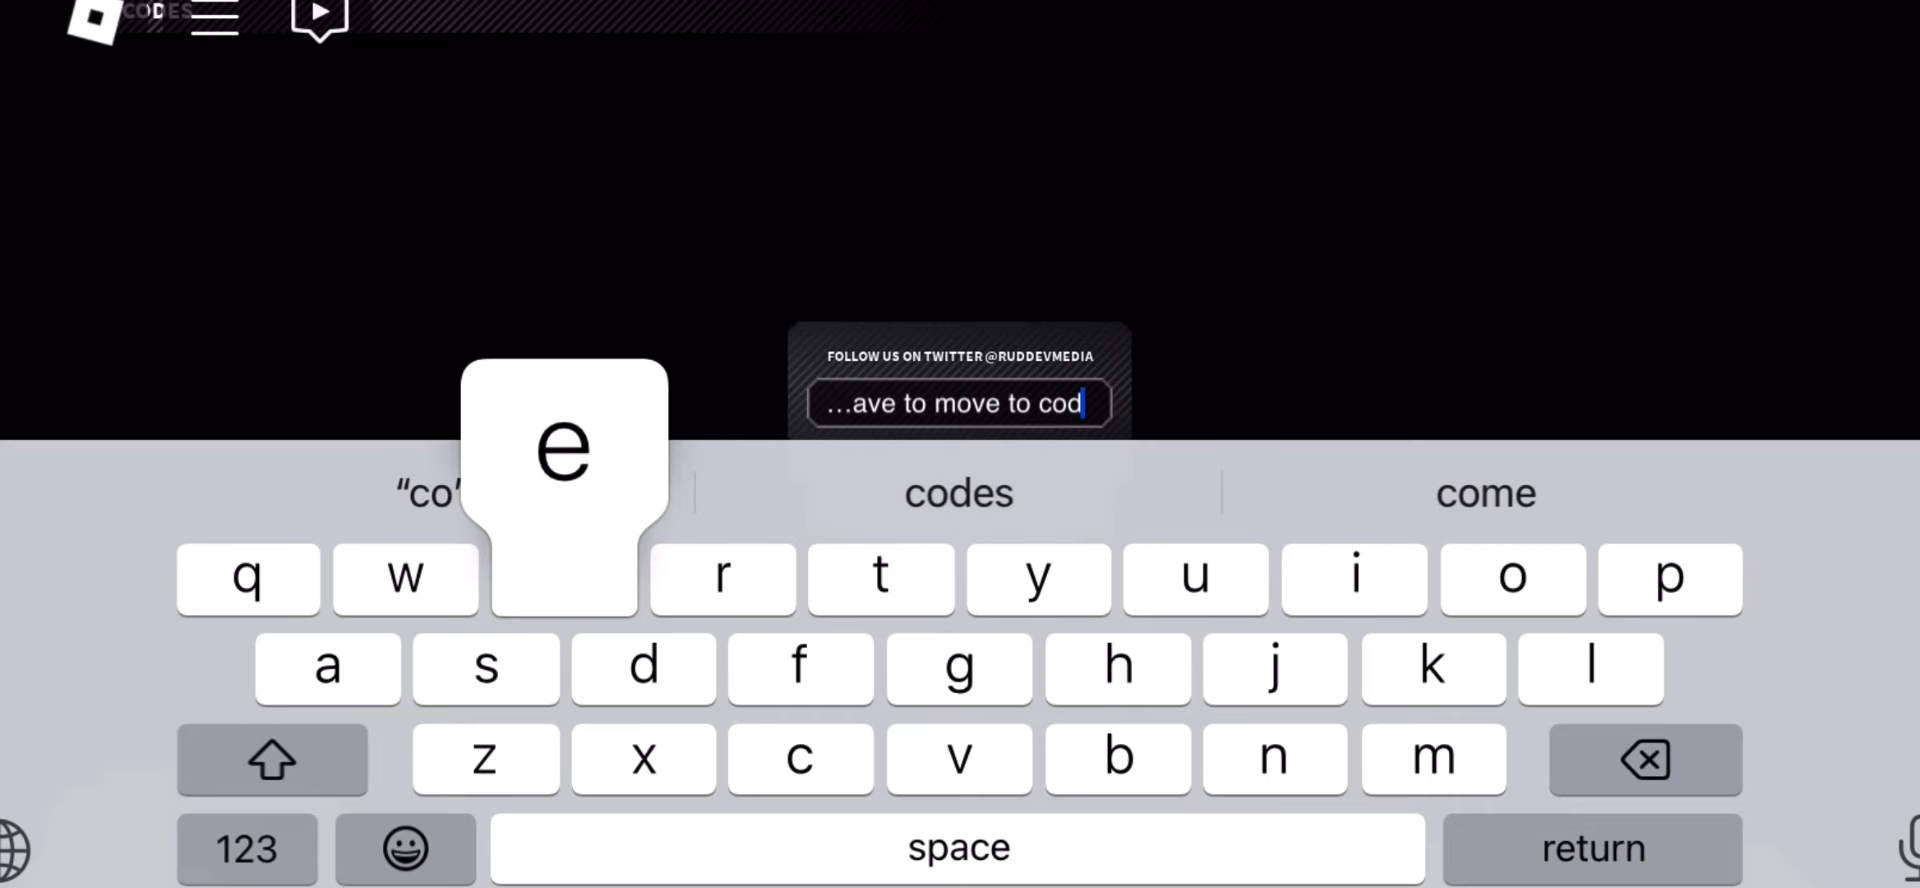 CODES
FOLLOW US ON TWITTER @RUDDEVMEDIA
...ave to move to cod
e
“co”
codes
come
q w r t y u i o p
a s d f g h j k l
z x c v b n m
123 space return